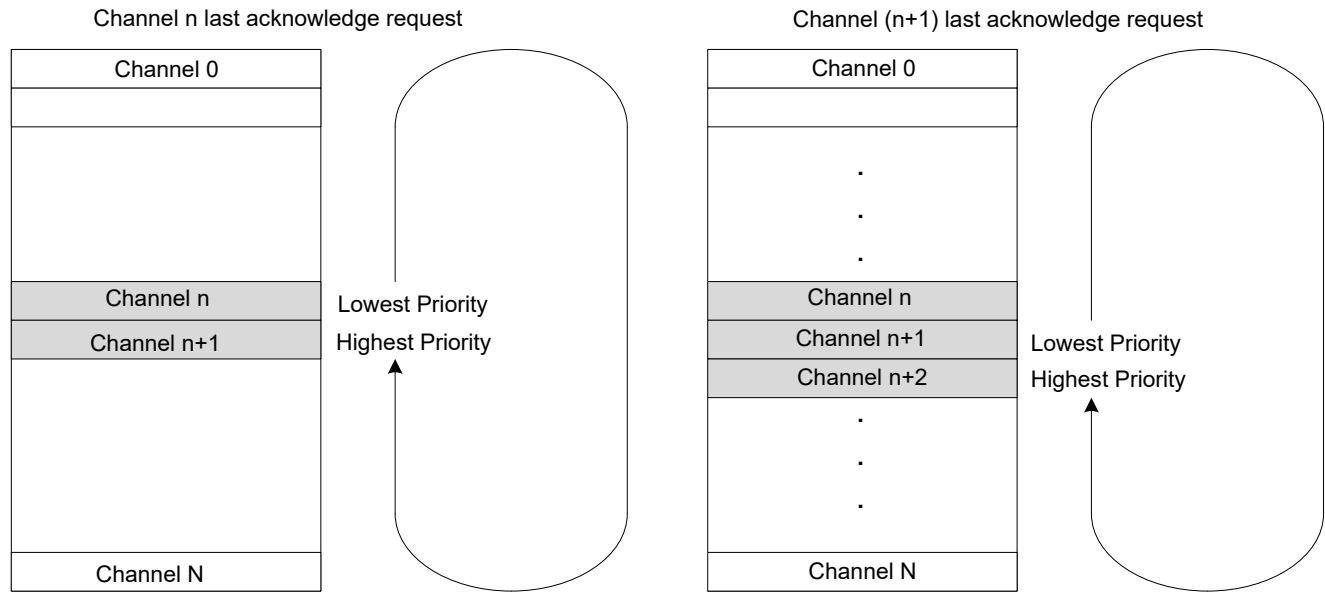 Channel n last acknowledge request
Channel 0
Channel n
Lowest Priority
Channel n+1
Highest Priority
Channel N
Channel (n+1) last acknowledge request
Channel 0
.
.
.
Channel n
Channel n+1
Lowest Priority
Channel n+2
Highest Priority
.
.
.
Channel N